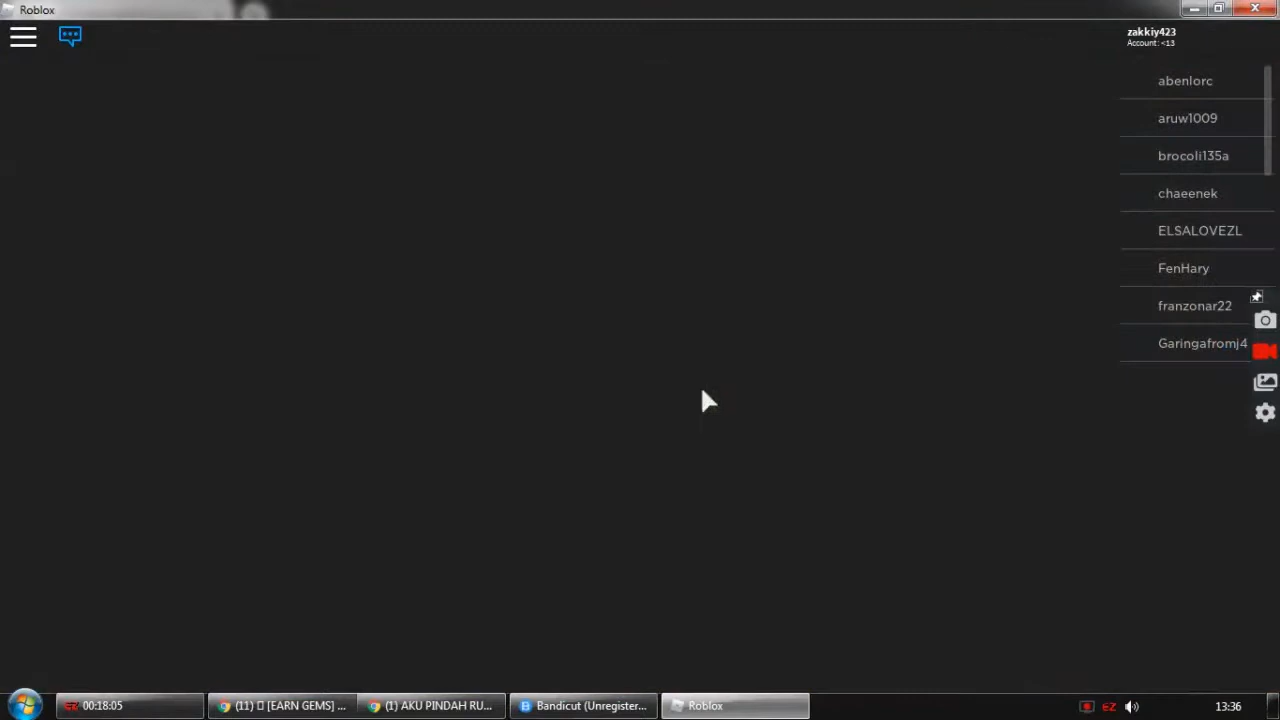 Roblox
zakkiy423
Account: <13
abenlorc
aruw1009
brocoli135a
chaeenek
ELSALOVEZL
FenHary
franzonar22
Garingafromj4
EZ 00:18:05
(11) [EARN GEMS] ...
(1) AKU PINDAH RU...
B Bandicut (Unregister...
Roblox
EZ
13:36